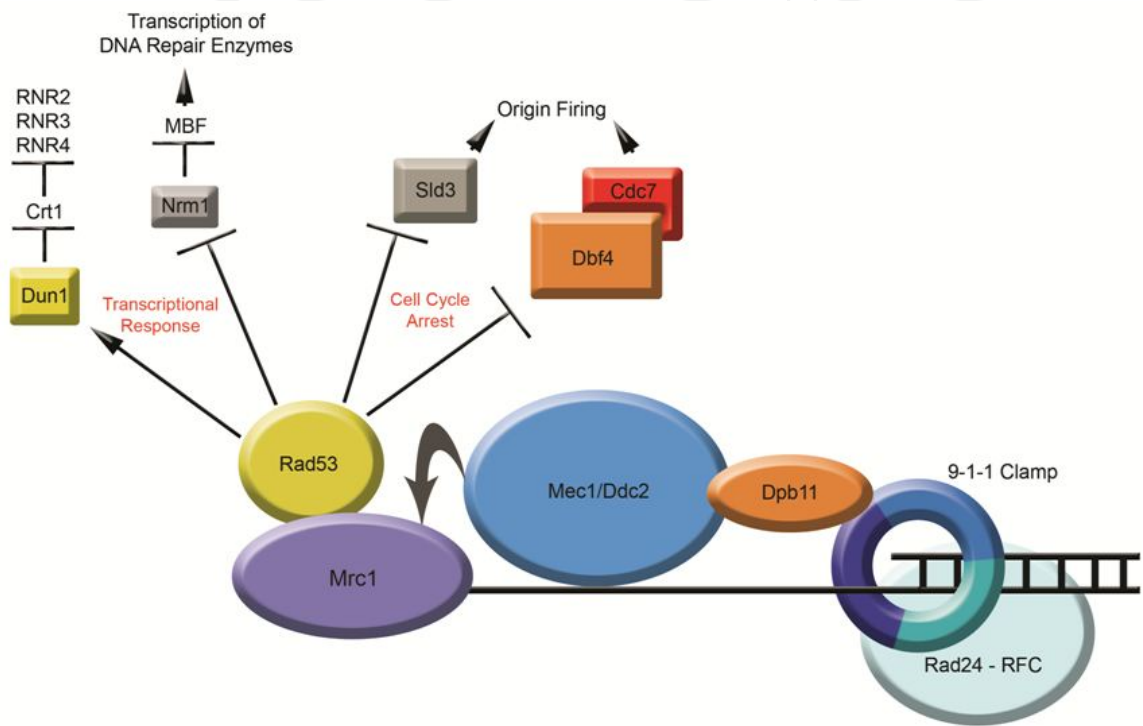 Transcription of
DNA Repair Enzymes
RNR2
RNR3
RNR4
MBF
Origin Firing
Crt1
Nrm1
Sld3
Cdc7
Dbf4
Dun1
Transcriptional
Response
Cell Cycle
Arrest
Rad53
Mec1/Ddc2
Dpb11
9-1-1 Clamp
Mrc1
Rad24 - RFC